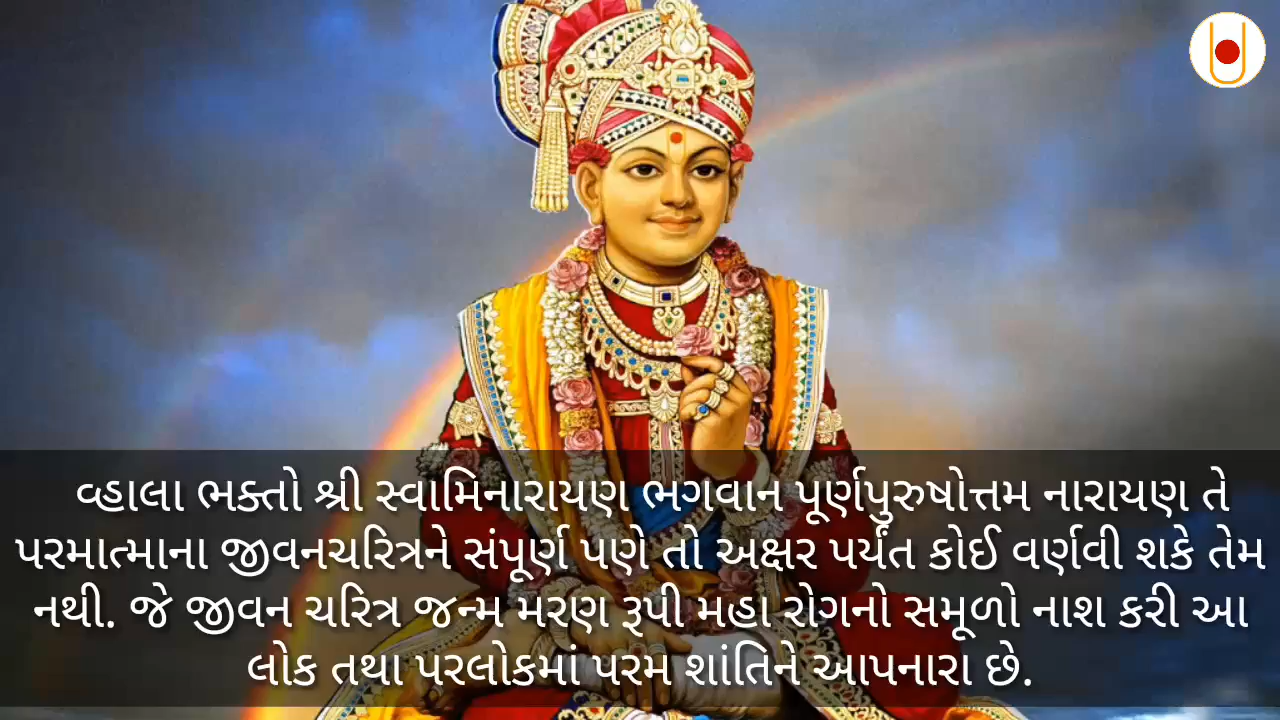 વ્હાલા ભક્તો શ્રી સ્વામિનારાયણ ભગવાન પૂર્ણપુરુષોત્તમ નારાયણ તે
પરમાત્માના જીવનચરિત્રને સંપૂર્ણ પણે તો અક્ષર પર્યંત કોઈ વર્ણવી શકે તેમ
નથી. જે જીવન ચરિત્ર જન્મ મરણ રૂપી મહા રોગનો સમૂળો નાશ કરી આ
લોક તથા પરલોકમાં પરમ શાંતિને આપનારા છે.